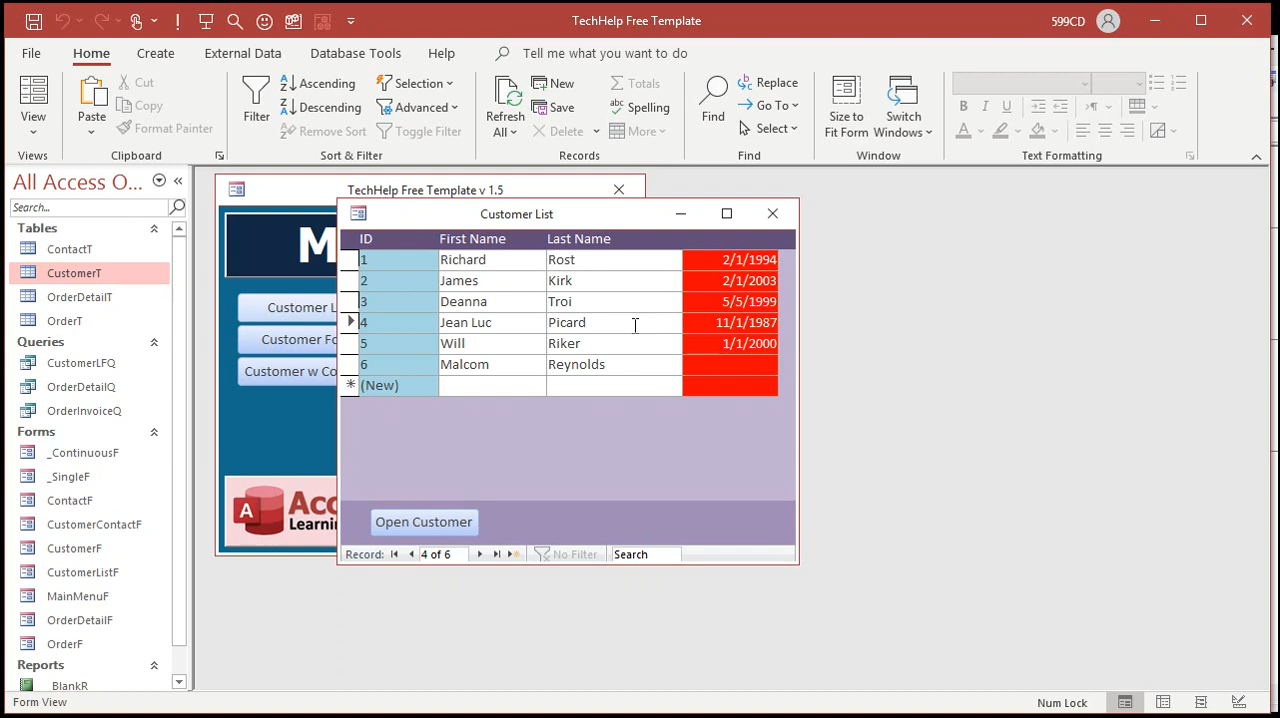 TechHelp Free Template
599CD
File
Home
Create
External Data
Database Tools
Help
Tell me what you want to do
View
Views
Paste
Cut
Copy
Format Painter
Clipboard
Filter
Ascending
Descending
Remove Sort
Selection
Advanced
Toggle Filter
Sort & Filter
Refresh All
New
Save
Delete
Totals
Spelling
More
Records
Find
Replace
Go To
Select
Find
Size to Fit Form
Switch Windows
Window
B I U
Text Formatting
All Access O...
Search...
Tables
ContactT
CustomerT
OrderDetailT
OrderT
Queries
CustomerLFQ
OrderDetailQ
OrderInvoiceQ
Forms
_ContinuousF
_SingleF
ContactF
CustomerContactF
CustomerF
CustomerListF
MainMenuF
OrderDetailF
OrderF
Reports
BlankR
TechHelp Free Template v 1.5
M
Customer L
Customer Fo
Customer w Co
A
Acc
Learnin
Customer List
ID First Name Last Name
1 Richard Rost 2/1/1994
2 James Kirk 2/1/2003
3 Deanna Troi 5/5/1999
4 Jean Luc Picard 11/1/1987
5 Will Riker 1/1/2000
6 Malcom Reynolds
(New)
Open Customer
Record: 4 of 6 No Filter Search
Form View
Num Lock